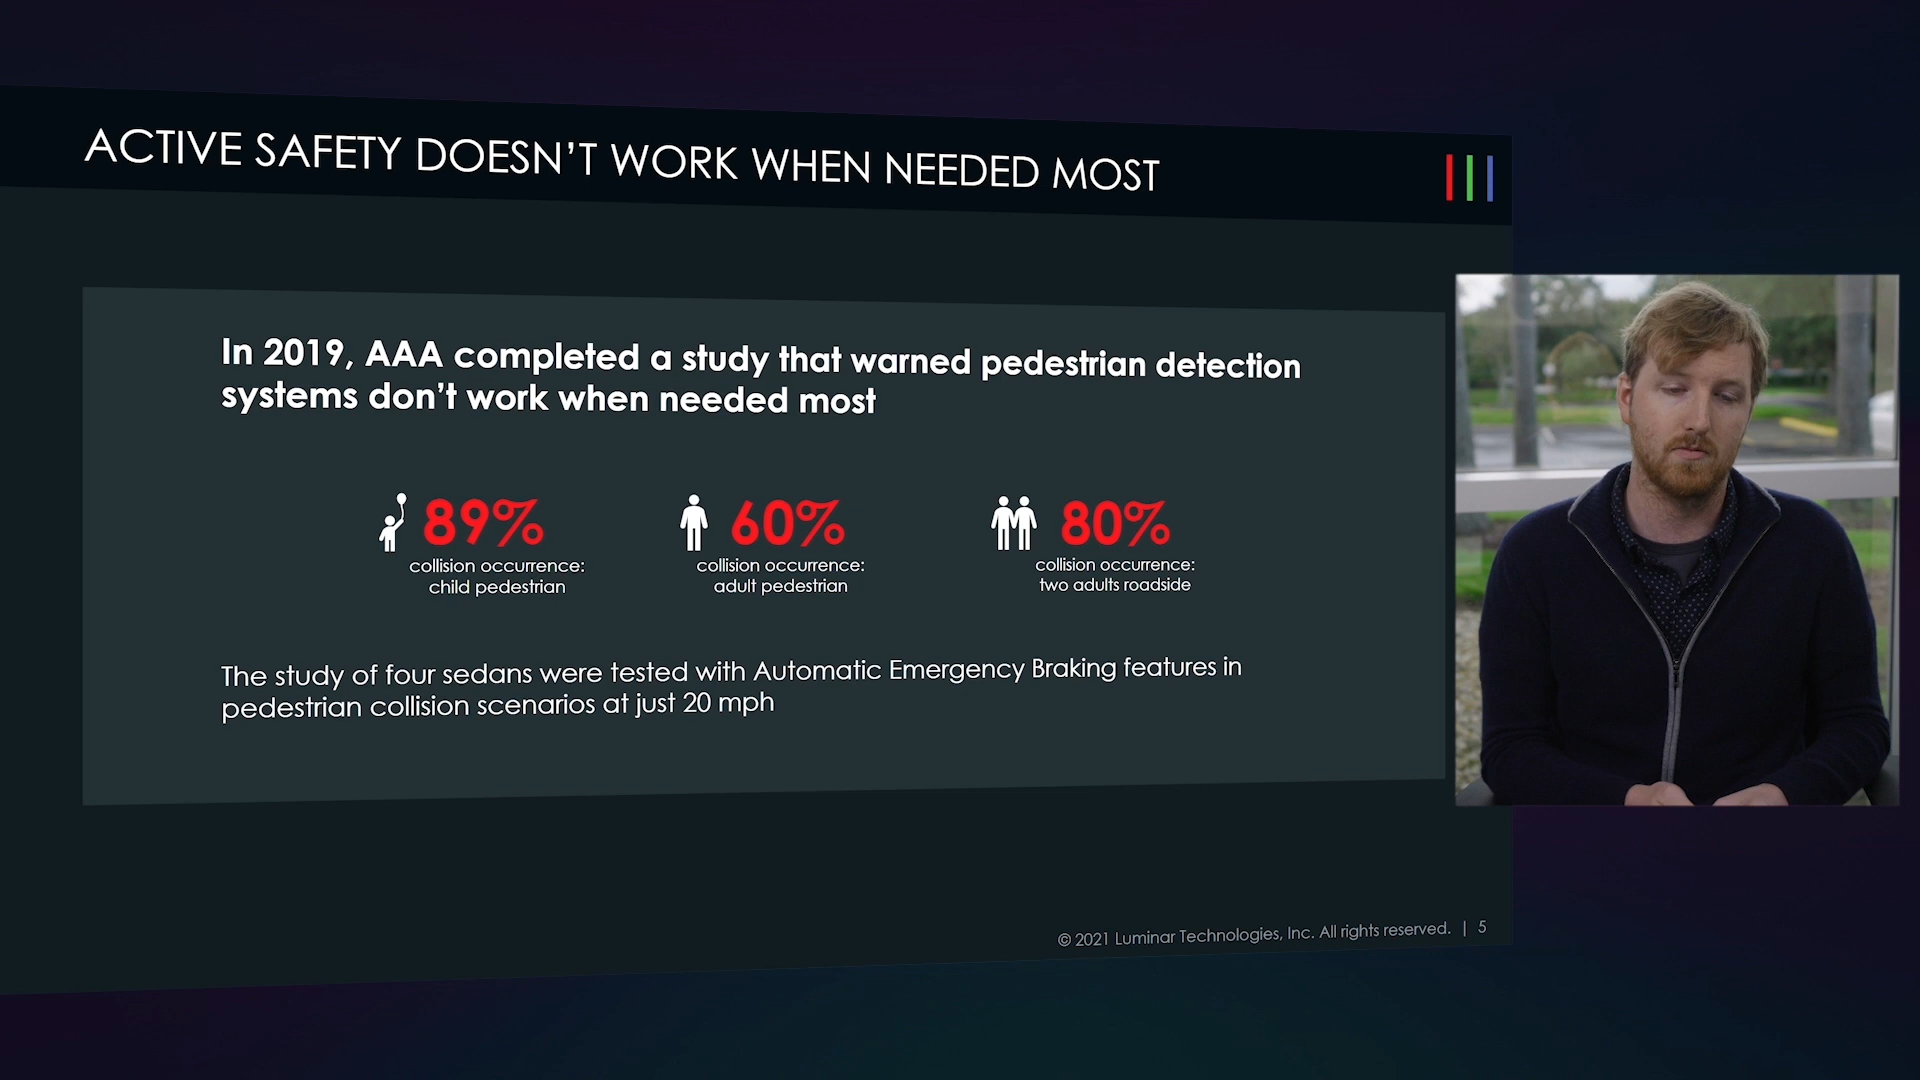 ACTIVE SAFETY DOESN'T WORK WHEN NEEDED MOST
In 2019, AAA completed a study that warned pedestrian detection
systems don't work when needed most
89%
collision occurrence:
child pedestrian
60%
collision occurrence:
adult pedestrian
80%
collision occurrence:
two adults roadside
The study of four sedans were tested with Automatic Emergency Braking features in
pedestrian collision scenarios at just 20 mph
© 2021 Luminar Technologies, Inc. All rights reserved. | 5